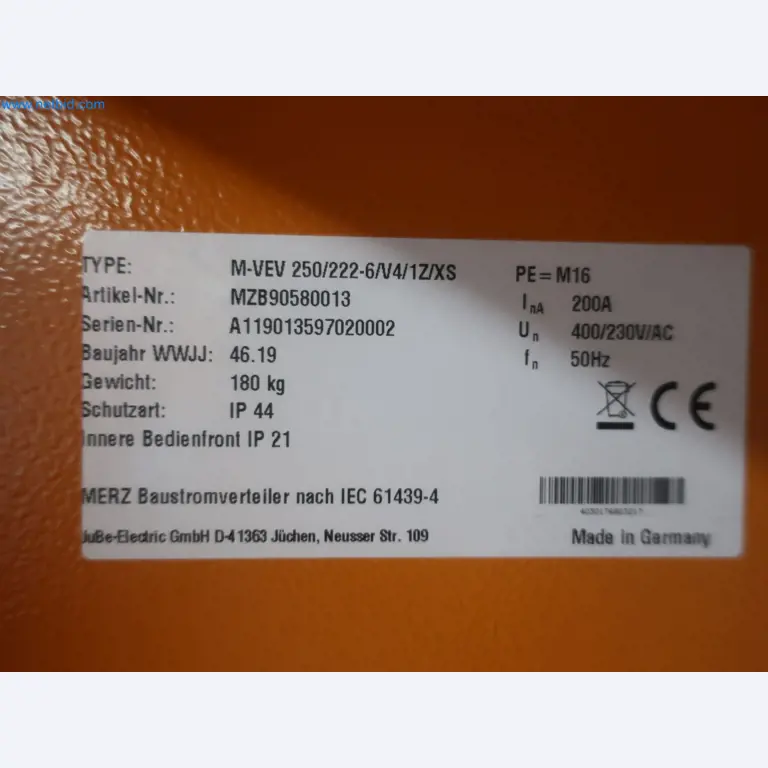 TYPE: M-VEV 250/222-6/V4/1Z/XS
Artikel-Nr.: MZB90580013
Serien-Nr.: A119013597020002
Baujahr WWJJ: 46.19
Gewicht: 180 kg
Schutzart: IP 44
Innere Bedienfront IP 21
PE = M16
InA 200A
Un 400/230V/AC
fn 50Hz
CE
MERZ Baustromverteiler nach IEC 61439-4
JuBe-Electric GmbH D-41363 Jüchen, Neusser Str. 109
Made in Germany